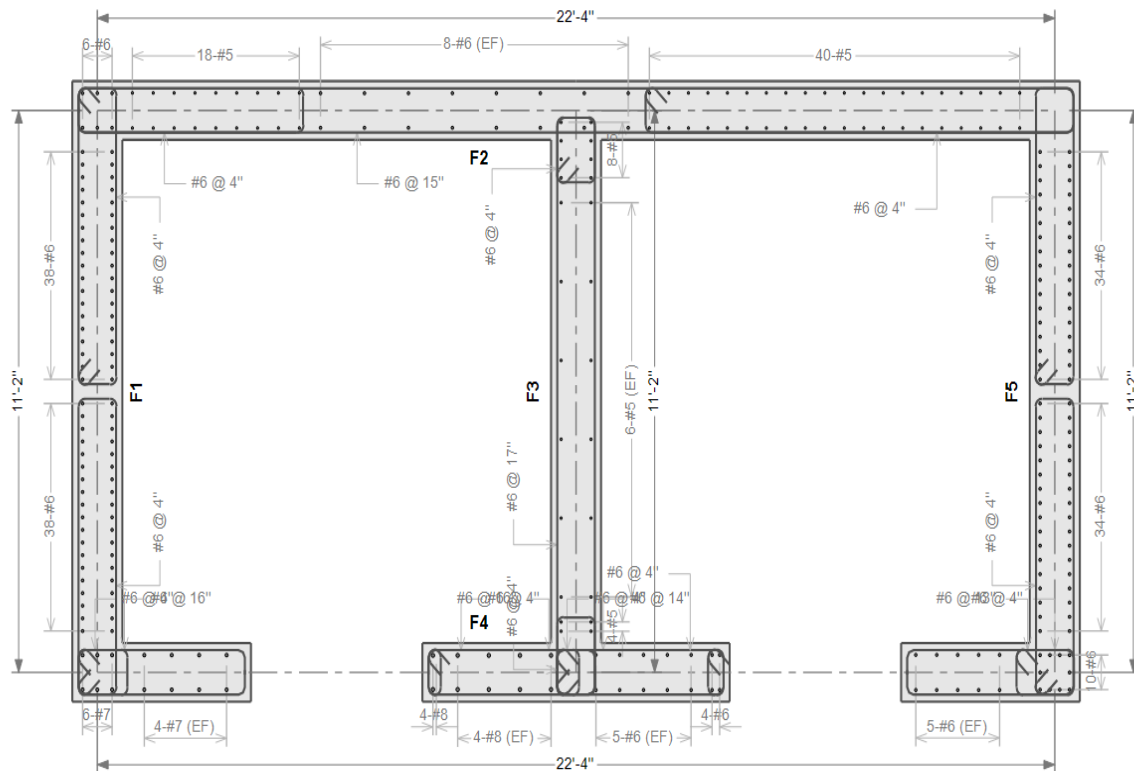 22'-4"
6-#6
18-#5
8-#6 (EF)
40-#5
F2
8-#5
#6 @ 4"
#6 @ 15"
#6 @ 4"
#6 @ 4"
#6 @ 4"
#6 @ 4"
38-#6
34-#6
11'-2"
F1
F3
6-#5 (EF)
11'-2"
F5
11'-2"
38-#6
#6 @ 4"
#6 @ 17"
#6 @ 4"
34-#6
#6 @ 4"
#6 @ 16"
F4
#6 @ 4"
#6 @ 4"
4-#5
#6 @ 14"
#6 @ 4"
10-#6
6-#7
4-#7 (EF)
4-#8
4-#8 (EF)
5-#6 (EF)
4-#6
5-#6 (EF)
22'-4"